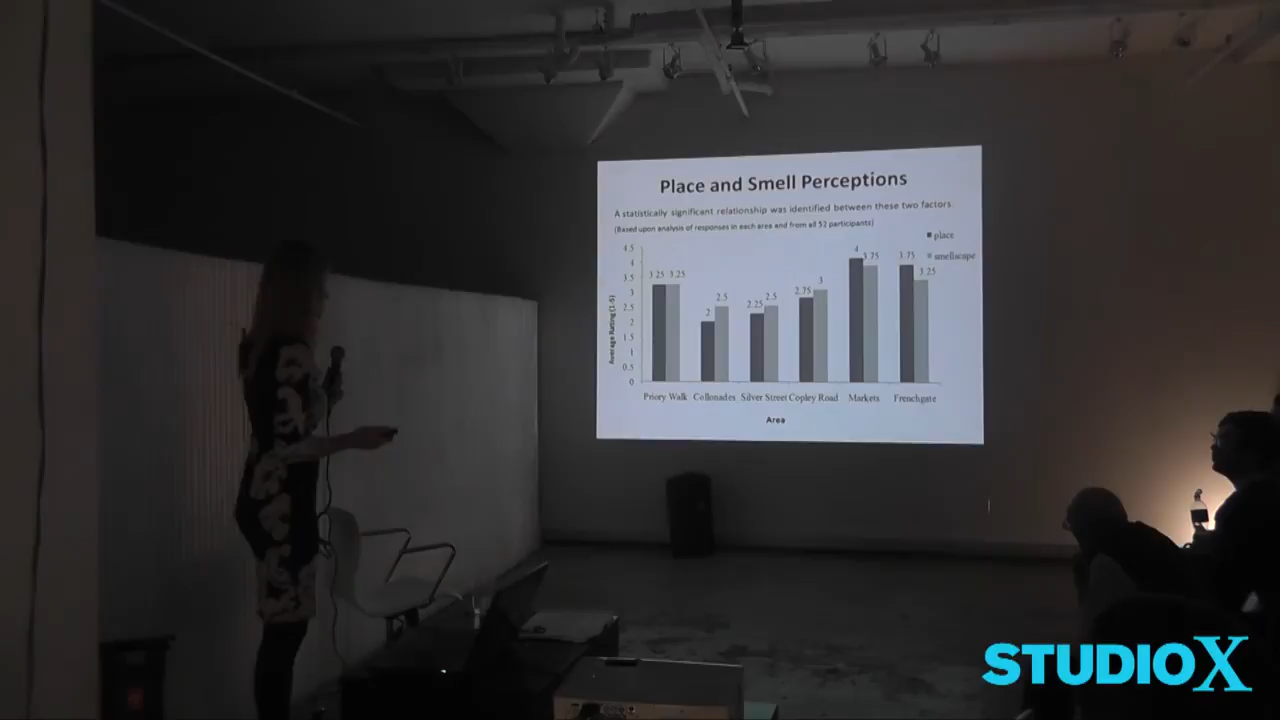 Place and Smell Perceptions
A statistically significant relationship was identified between these two factors.
(Based upon analysis of responses in each area and from all 52 participants)
place
smellscape
Average Rating (1-5)
4.5
4
3.5
3
2.5
2
1.5
1
0.5
0
3.25 3.25
2 2.5
2.25 2.5
2.75 3
4 3.75
3.75 3.25
Priory Walk Collonades Silver Street Copley Road Markets Frenchgate
Area
STUDIOX